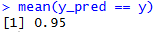 > mean(y_pred == y)
[1] 0.95